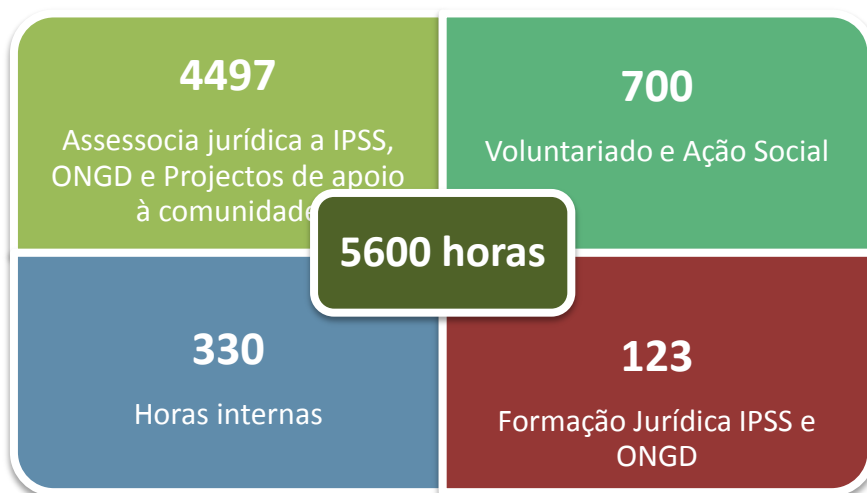 4497
Assessocia jurídica a IPSS,
ONGD e Projectos de apoio
à comunidade
700
Voluntariado e Ação Social
5600 horas
330
Horas internas
123
Formação Jurídica IPSS e
ONGD